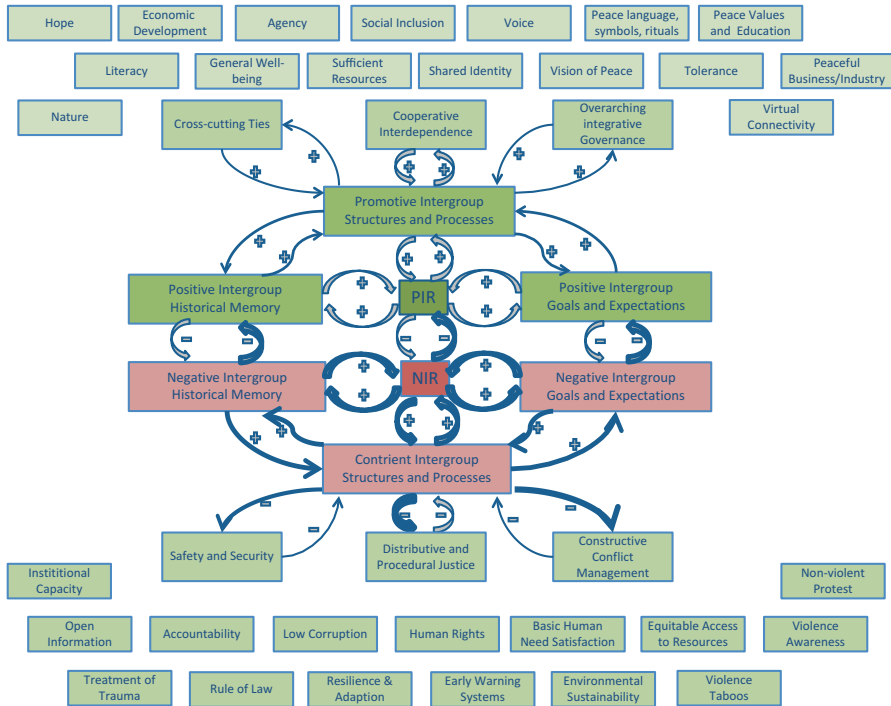 Hope
Economic
Development
Agency
Social Inclusion
Voice
Peace language,
symbols, rituals
Peace Values
and Education
Literacy
General Well-
being
Sufficient
Resources
Shared Identity
Vision of Peace
Tolerance
Peaceful
Business/Industry
Nature
Cross-cutting Ties
Cooperative
Interdependence
Overarching
integrative
Governance
Virtual
Connectivity
Promotive Intergroup
Structures and Processes
Positive Intergroup
Historical Memory
PIR
Positive Intergroup
Goals and Expectations
Negative Intergroup
Historical Memory
NIR
Negative Intergroup
Goals and Expectations
Contrient Intergroup
Structures and Processes
Safety and Security
Distributive and
Procedural Justice
Constructive
Conflict
Management
Instititional
Capacity
Non-violent
Protest
Open
Information
Accountability
Low Corruption
Human Rights
Basic Human
Need Satisfaction
Equitable Access
to Resources
Violence
Awareness
Treatment of
Trauma
Rule of Law
Resilience &
Adaption
Early Warning
Systems
Environmental
Sustainability
Violence
Taboos